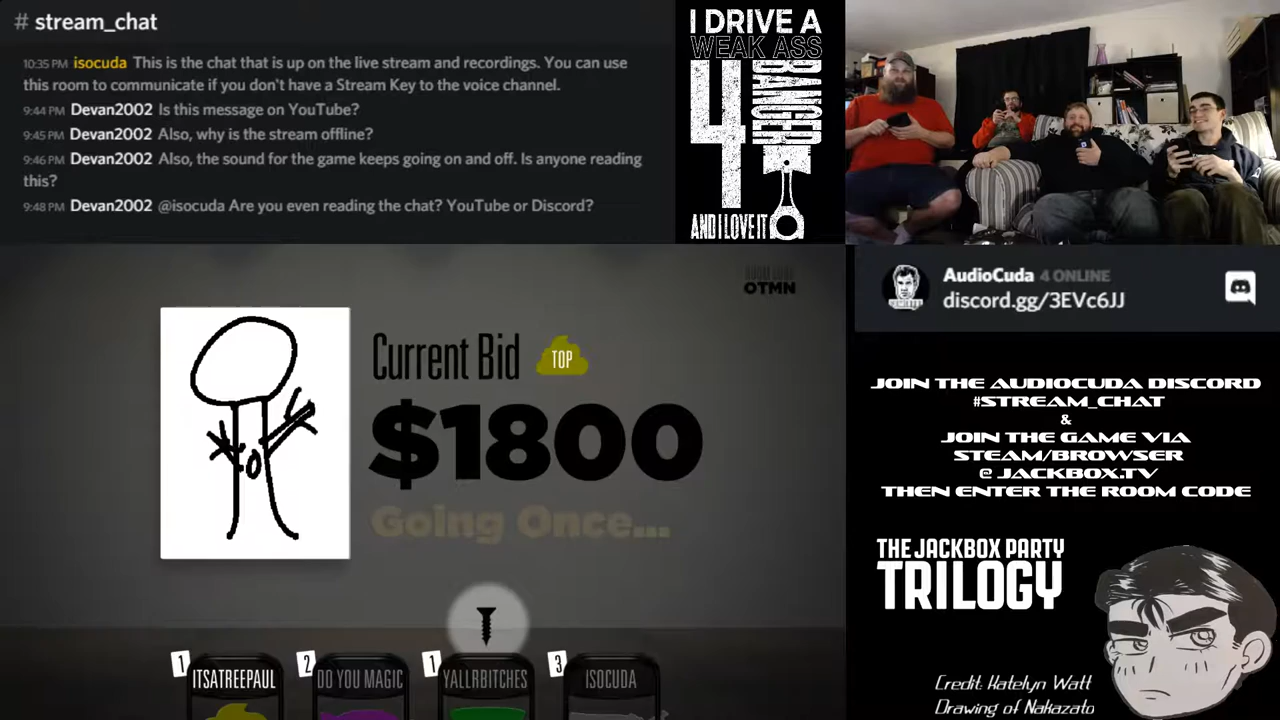 # stream_chat
10:35 PM isocuda This is the chat that is up on the live stream and recordings. You can use
this room to communicate if you don't have a Stream Key to the voice channel.
9:44 PM Devan2002 Is this message on YouTube?
9:45 PM Devan2002 Also, why is the stream offline?
9:46 PM Devan2002 Also, the sound for the game keeps going on and off. Is anyone reading
this?
9:48 PM Devan2002 @isocuda Are you even reading the chat? YouTube or Discord?
I DRIVE A
WEAK ASS
4
BANGER
AND I LOVE IT
ROOM CODE
OTMN
Current Bid
TOP
$1800
Going Once...
1 ITSATREEPAUL
2 DO YOU MAGIC
1 YALLRBITCHES
3 ISOCUDA
AudioCuda 4 ONLINE
discord.gg/3EVc6JJ
JOIN THE AUDIOCUDA DISCORD
#STREAM_CHAT
&
JOIN THE GAME VIA
STEAM/BROWSER
@ JACKBOX.TV
THEN ENTER THE ROOM CODE
THE JACKBOX PARTY
TRILOGY
Credit: Katelyn Watt
Drawing of Nakazato